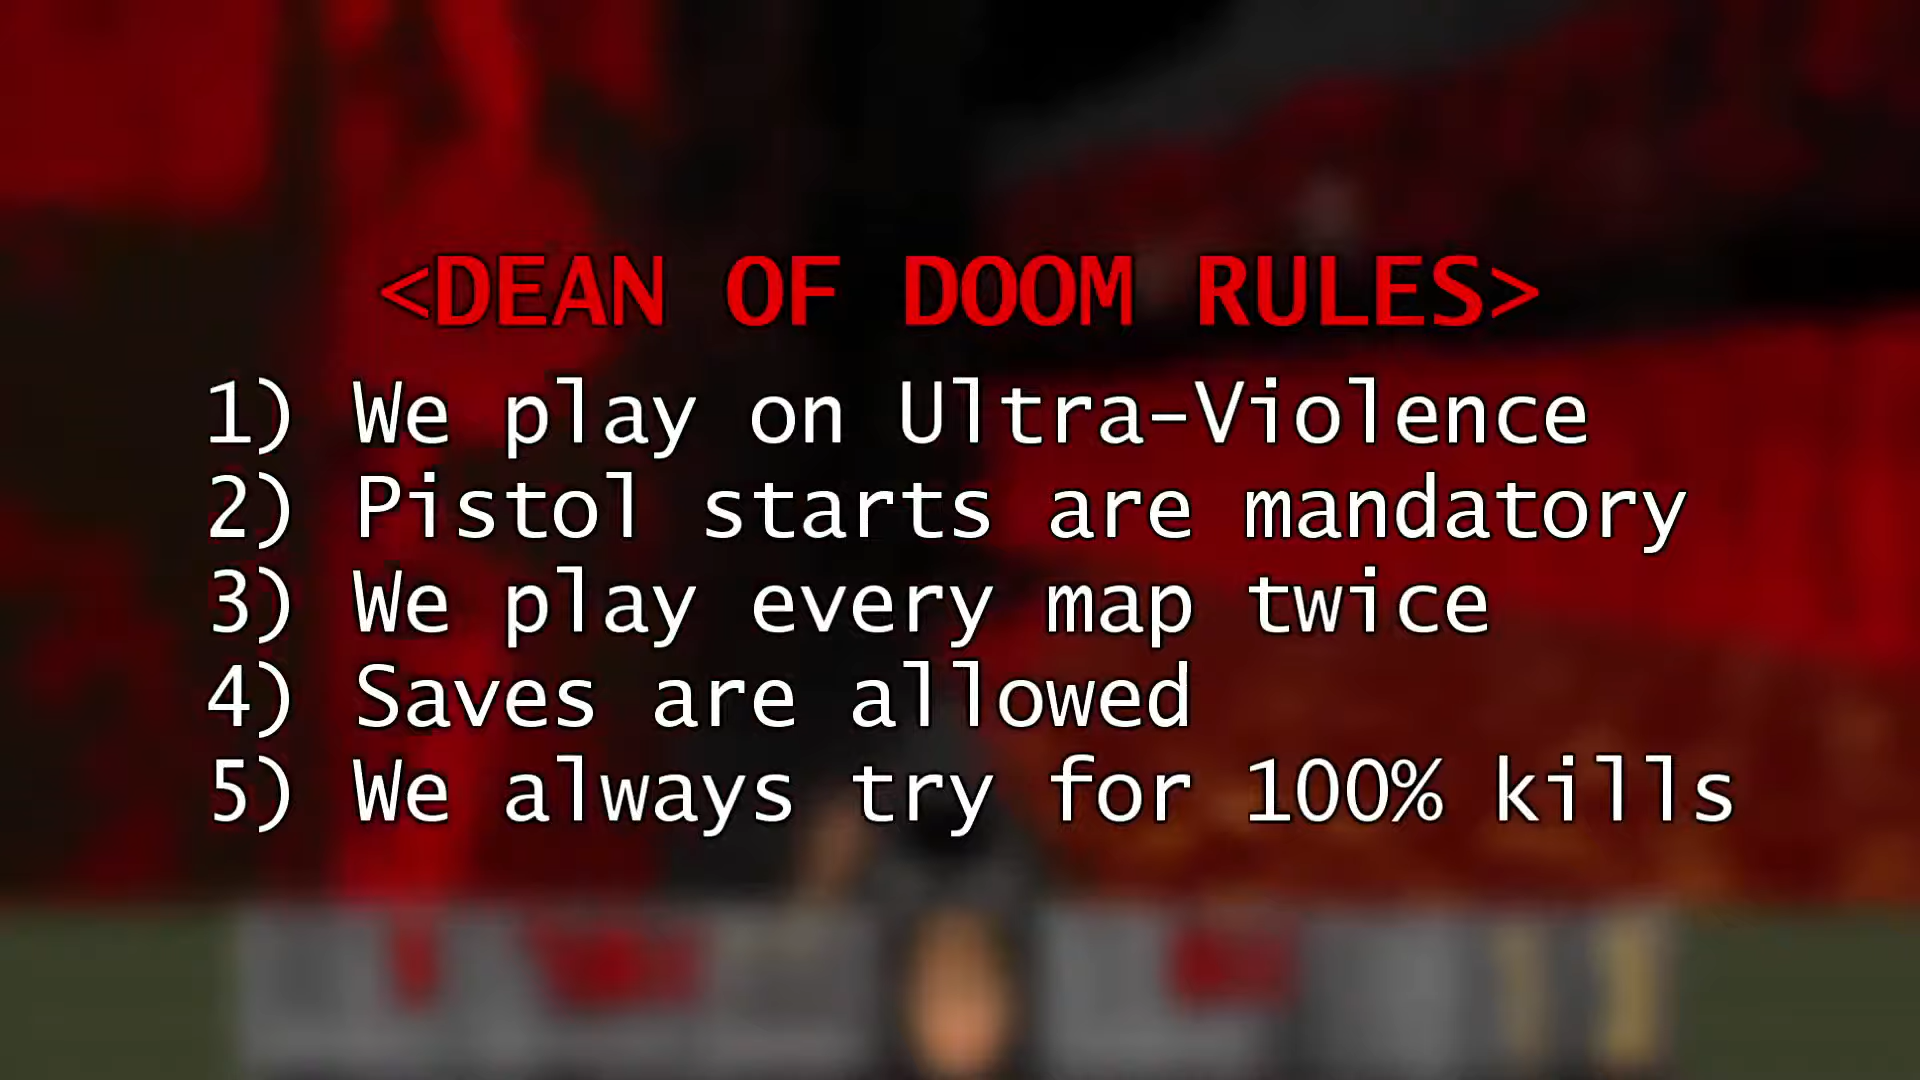 <DEAN OF DOOM RULES>
1) We play on Ultra-Violence
2) Pistol starts are mandatory
3) We play every map twice
4) Saves are allowed
5) We always try for 100% kills